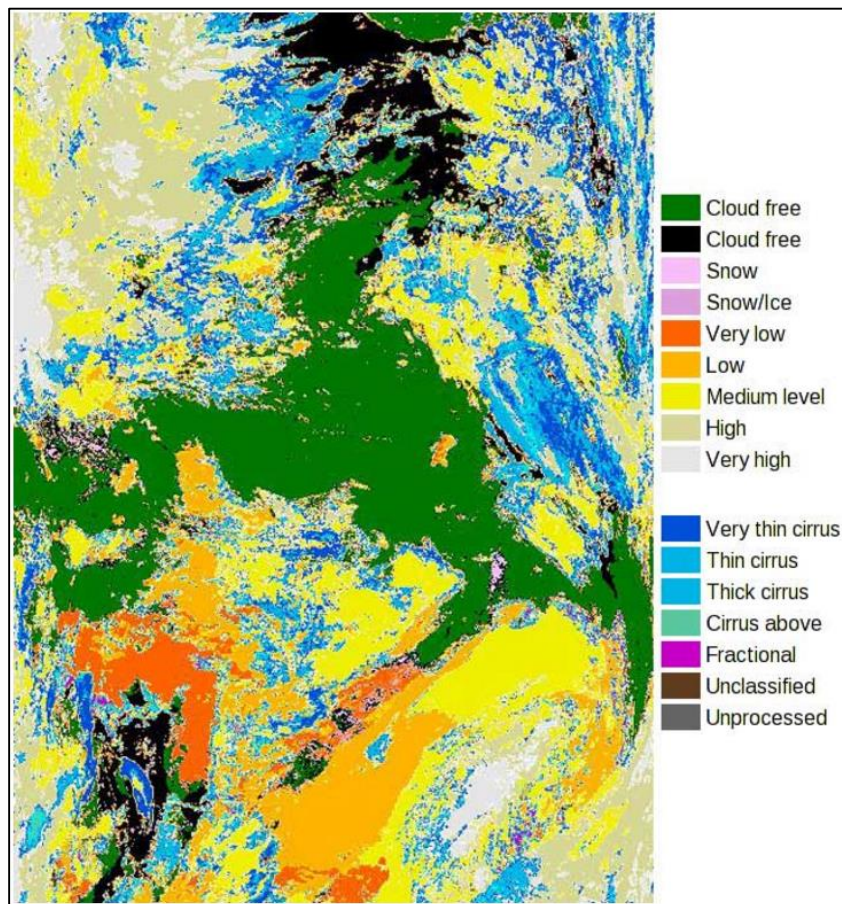 Cloud free
Cloud free
Snow
Snow/Ice
Very low
Low
Medium level
High
Very high
Very thin cirrus
Thin cirrus
Thick cirrus
Cirrus above
Fractional
Unclassified
Unprocessed